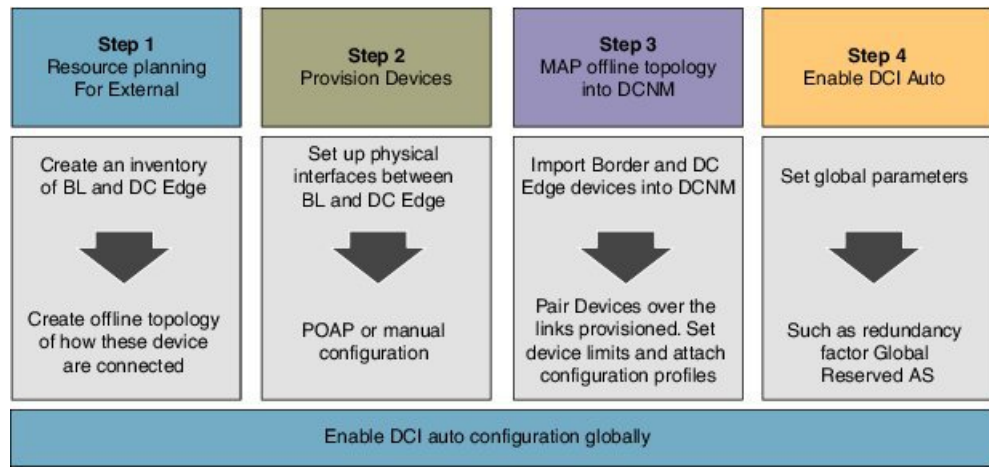 Step 1
Resource planning
For External
Step 2
Provision Devices
Step 3
MAP offline topology
into DCNM
Step 4
Enable DCI Auto
Create an inventory
of BL and DC Edge
Create offline topology
of how these device
are connected
Set up physical
interfaces between
BL and DC Edge
POAP or manual
configuration
Import Border and DC
Edge devices into DCNM
Pair Devices over the
links provisioned. Set
device limits and attach
configuration profiles
Set global parameters
Such as redundancy
factor Global
Reserved AS
Enable DCI auto configuration globally